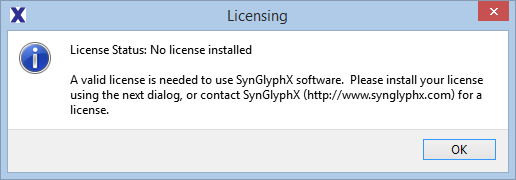 Licensing
License Status: No license installed
A valid license is needed to use SynGlyphX software.  Please install your license
using the next dialog, or contact SynGlyphX (http://www.synglyphx.com) for a
license.
OK